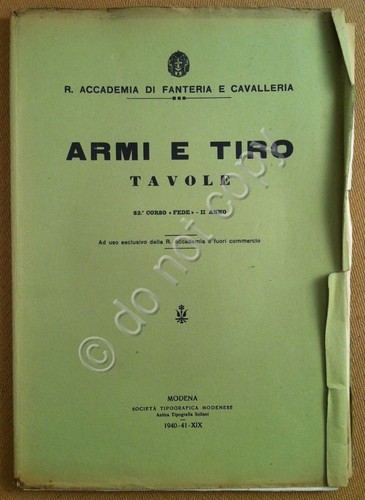 R. ACCADEMIA DI FANTERIA E CAVALLERIA
ARMI E TIRO
TAVOLE
82.° CORSO «FEDE» - II ANNO
Ad uso esclusivo della R. accademia e fuori commercio
MODENA
SOCIETÀ TIPOGRAFICA MODENESE
Antica Tipografia Soliani
1940-41-XIX
© do not copy